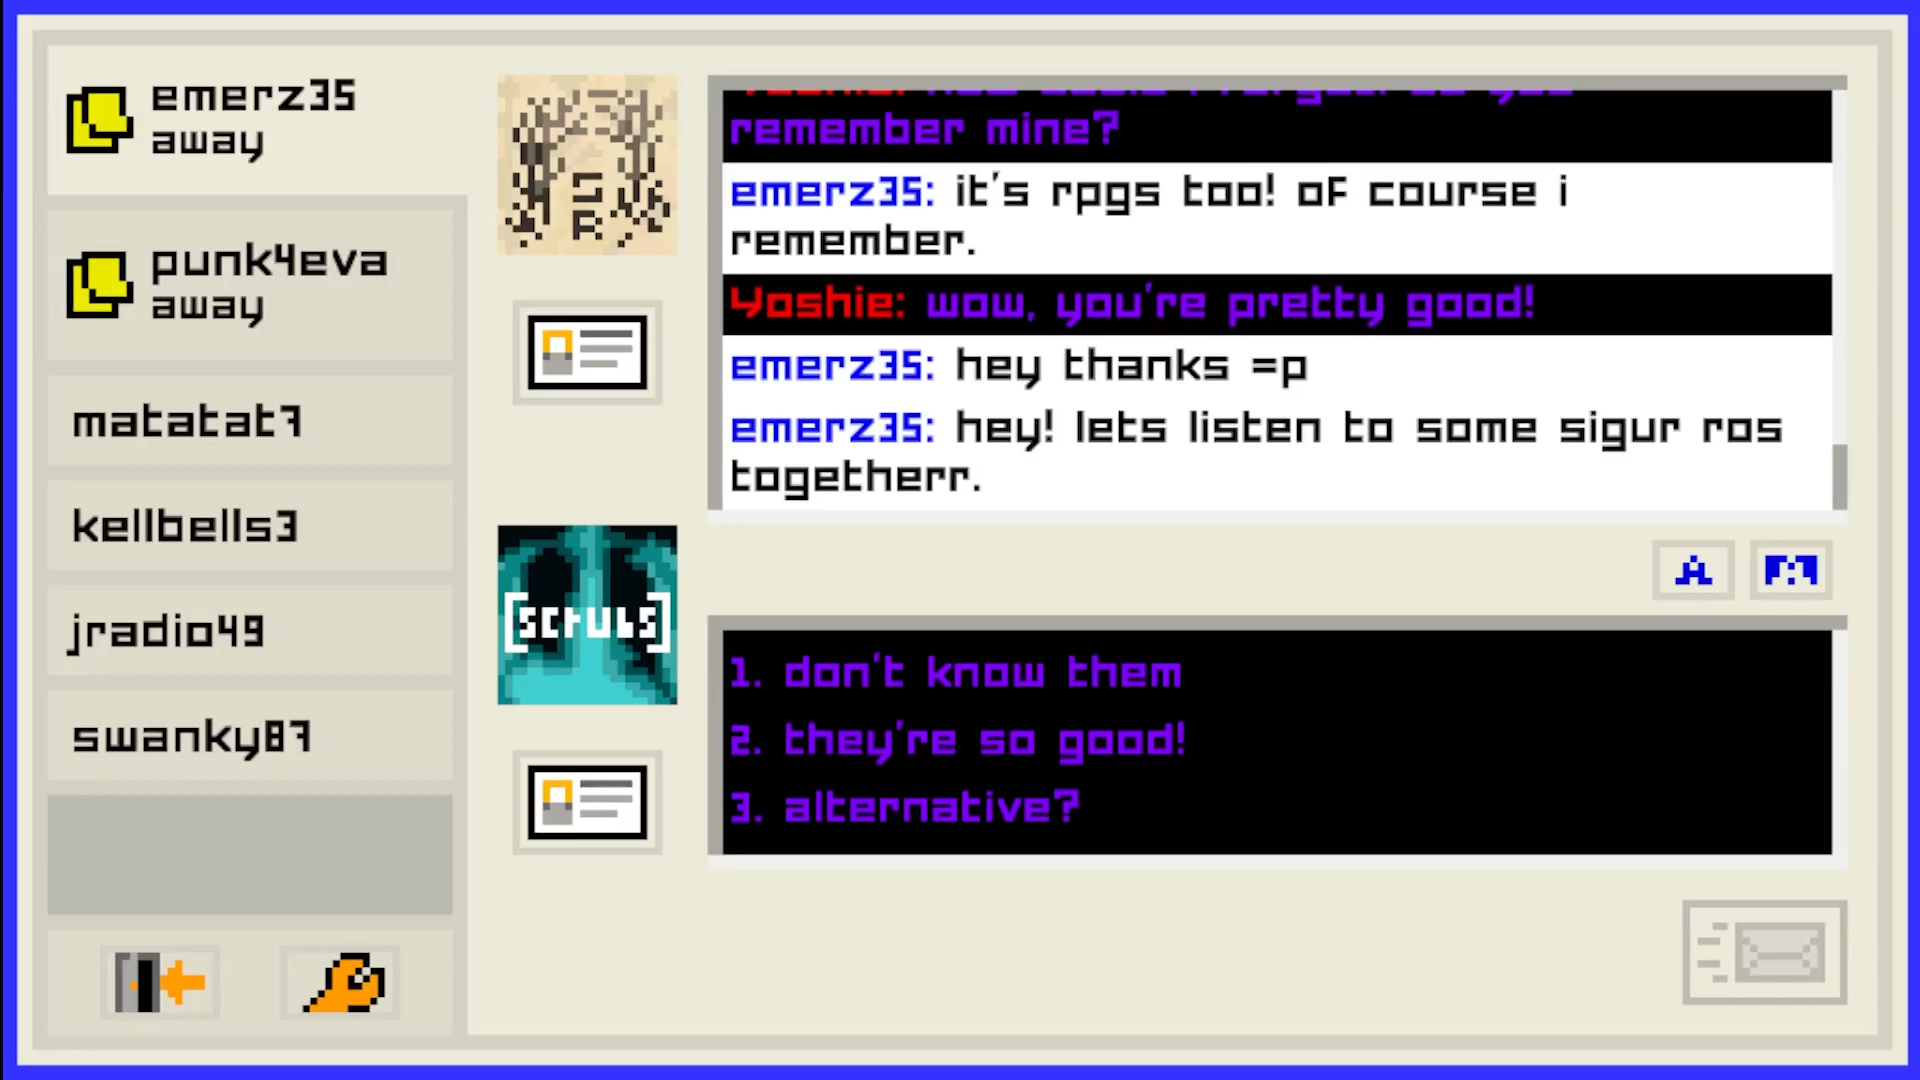 emerz35
away
punk4eva
away
matatat7
kellbells3
jradio49
swanky87
SR
[scrubs]
remember mine?
emerz35: it's rpgs too! of course i
remember.
Yoshie: wow, you're pretty good!
emerz35: hey thanks =p
emerz35: hey! lets listen to some sigur ros
togetherr.
A
1. don't know them
2. they're so good!
3. alternative?